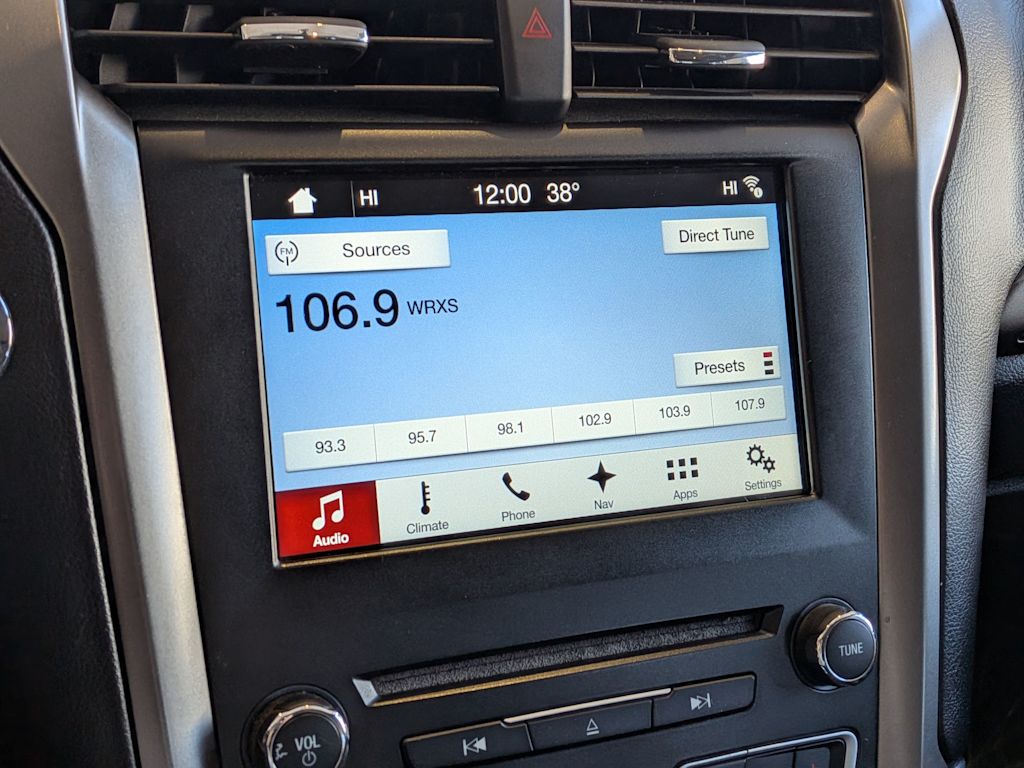 HI 12:00 38° HI
FM Sources Direct Tune
106.9 WRXS
Presets
93.3 95.7 98.1 102.9 103.9 107.9
Audio Climate Phone Nav Apps Settings
TUNE
VOL